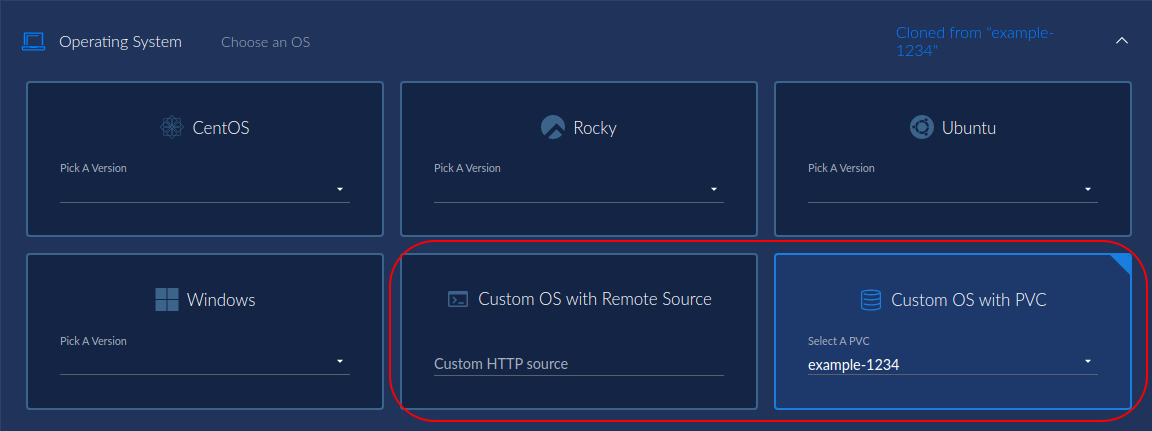 Operating System
Choose an OS
Cloned from "example-
1234"
CentOS
Pick A Version
Rocky
Pick A Version
Ubuntu
Pick A Version
Windows
Pick A Version
Custom OS with Remote Source
Custom HTTP source
Custom OS with PVC
Select A PVC
example-1234